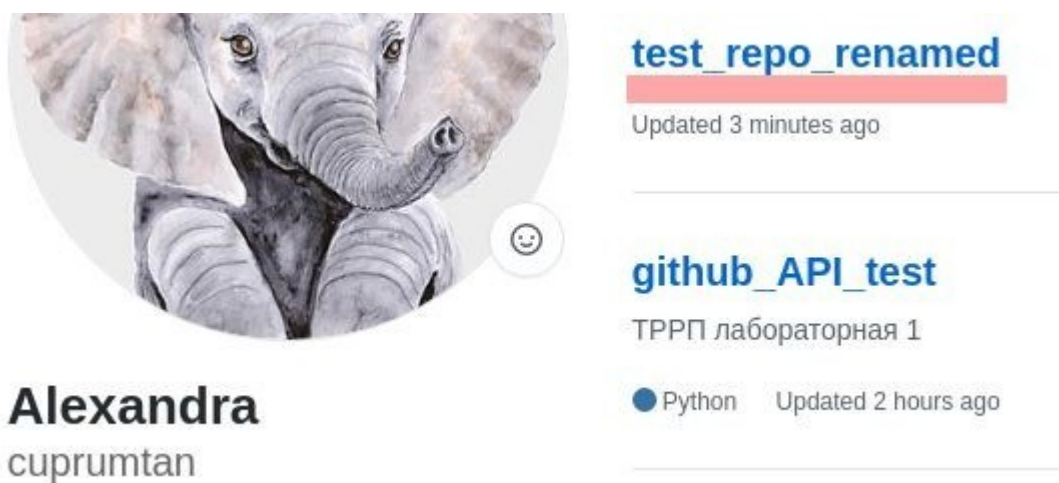 test_repo_renamed
Updated 3 minutes ago
github_API_test
ТРРП лабораторная 1
Python Updated 2 hours ago
Alexandra
cuprumtan